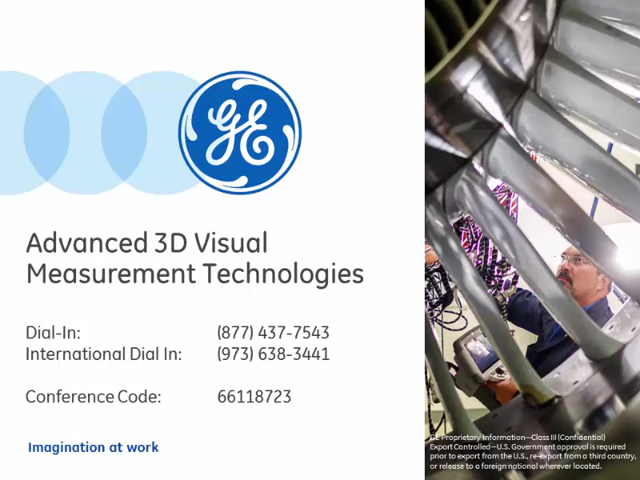 GE
Advanced 3D Visual
Measurement Technologies
Dial-In: (877) 437-7543
International Dial In: (973) 638-3441
Conference Code: 66118723
Imagination at work
GE Proprietary Information—Class III (Confidential)
Export Controlled—U.S. Government approval is required
prior to export from the U.S., re-export from a third country,
or release to a foreign national wherever located.